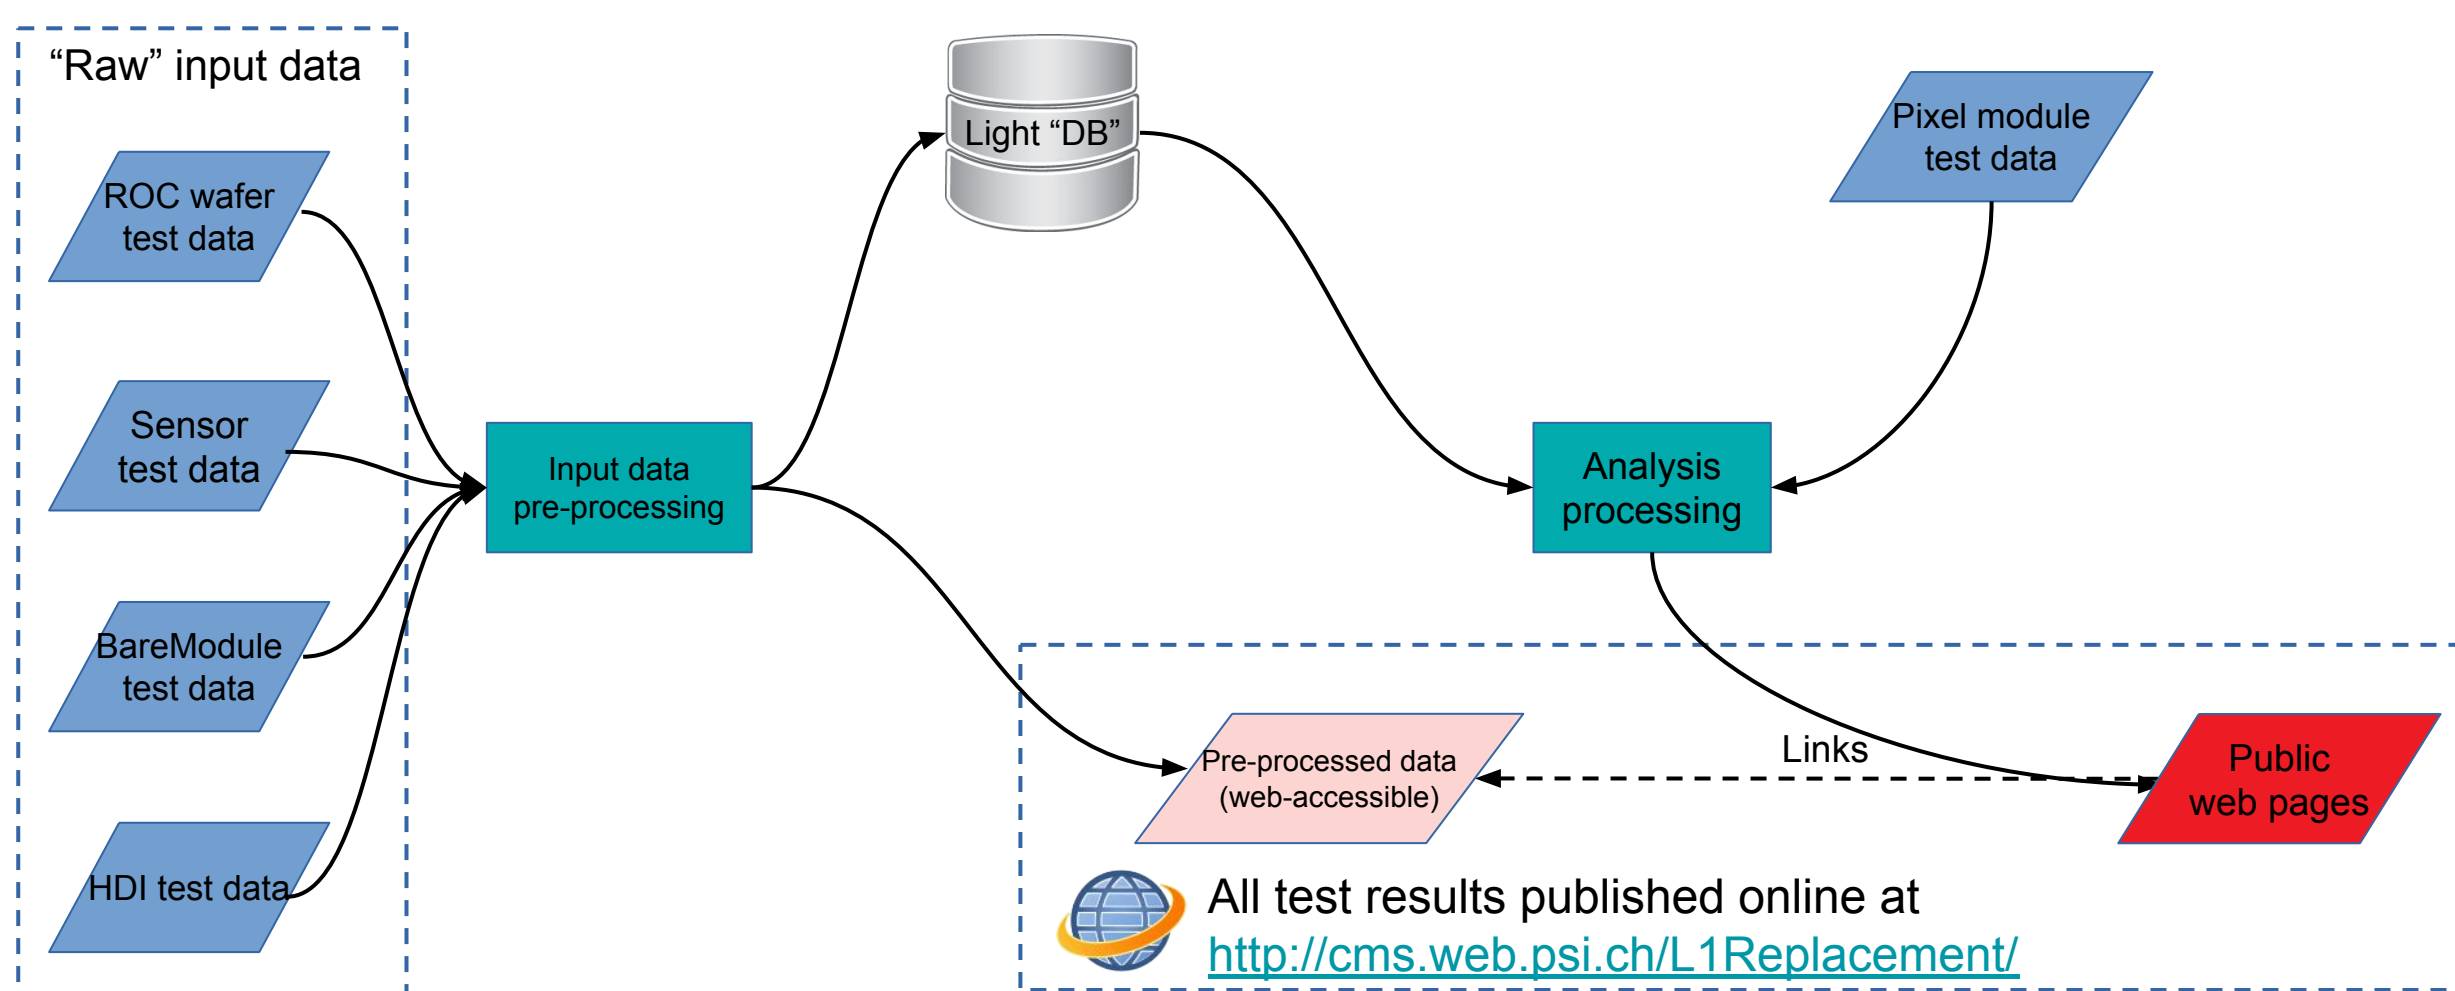 “Raw” input data
ROC wafer
test data
Sensor
test data
BareModule
test data
HDI test data
Input data
pre-processing
Light “DB”
Pixel module
test data
Analysis
processing
Pre-processed data
(web-accessible)
Links
Public
web pages
All test results published online at
http://cms.web.psi.ch/L1Replacement/